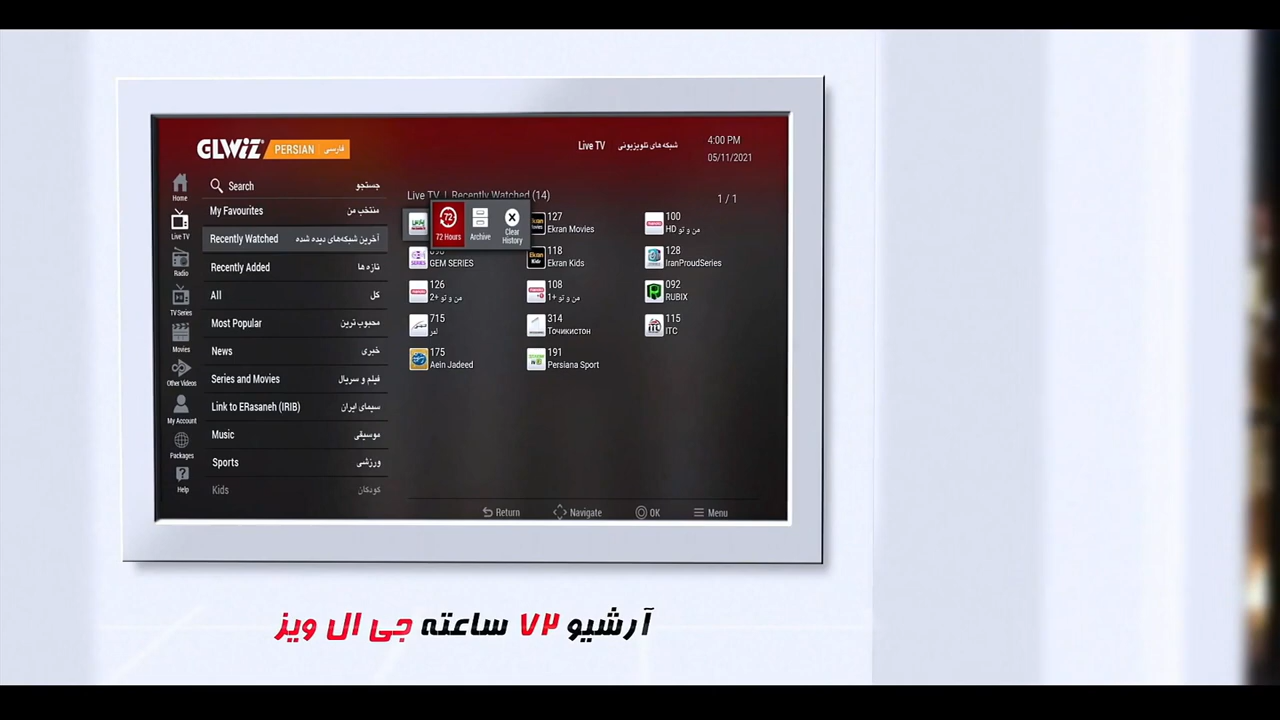 GLWiZ PERSIAN فارسی
Live TV شبکه های تلویزیونی
4:00 PM
05/11/2021
Home
Live TV
Radio
TV Series
Movies
Other Videos
My Account
Packages
Help
Search جستجو
My Favourites منتخب من
Recently Watched آخرین شبکه‌های دیده شده
Recently Added تازه ها
All کل
Most Popular محبوب ترین
News خبری
Series and Movies فیلم و سریال
Link to ERasaneh (IRIB) سیمای ایران
Music موسیقی
Sports ورزشی
Kids کودکان
Live TV | Recently Watched (14)
1 / 1
72
72 Hours
Archive
Clear History
127
Ekran Movies
100
من و تو HD
GEM SERIES
118
Ekran Kids
128
IranProudSeries
126
من و تو +2
108
من و تو +1
092
RUBIX
715
لمر
314
Точикистон
115
ITC
175
Aein Jadeed
191
Persiana Sport
Return
Navigate
OK
Menu
آرشیو ۷۲ ساعته جی ال ویز